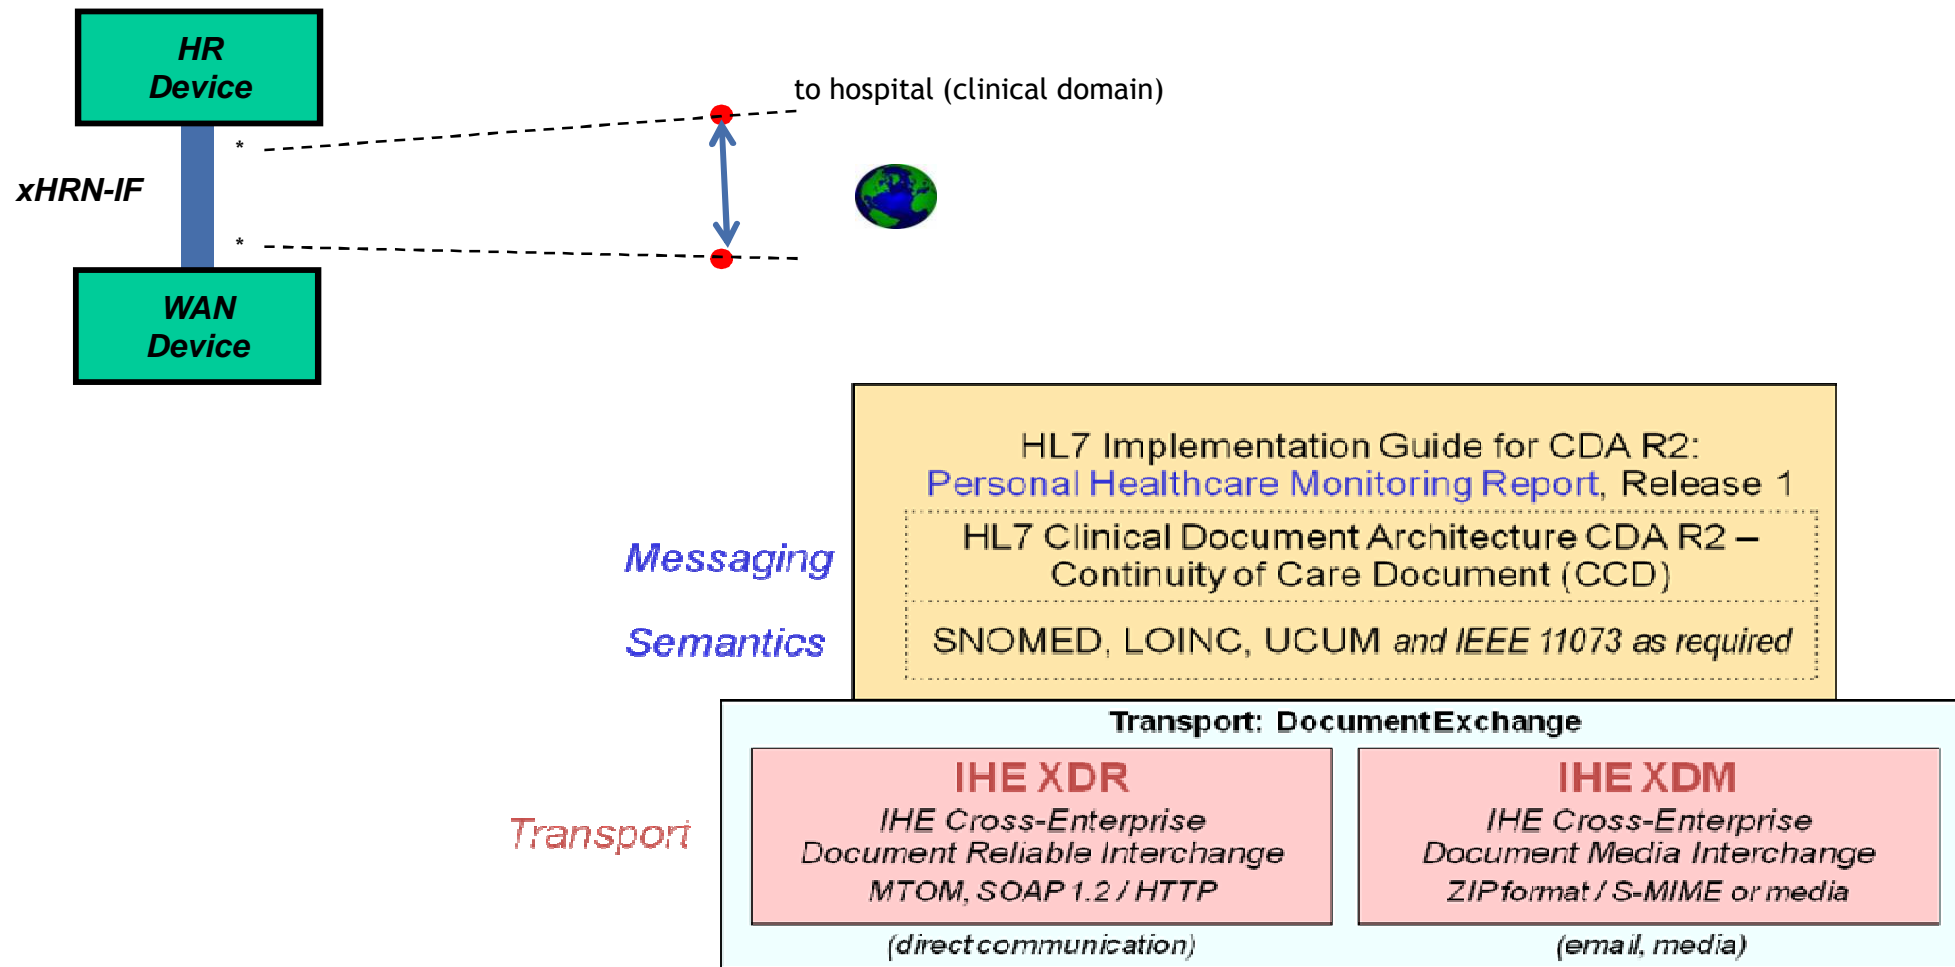 HR
Device
to hospital (clinical domain)
*
xHRN-IF
*
WAN
Device
HL7 Implementation Guide for CDA R2:
Personal Healthcare Monitoring Report, Release 1
HL7 Clinical Document Architecture CDA R2 –
Continuity of Care Document (CCD)
Messaging
Semantics
SNOMED, LOINC, UCUM and IEEE 11073 as required
Transport: Document Exchange
IHE XDR
IHE Cross-Enterprise
Document Reliable Interchange
MTOM, SOAP 1.2 / HTTP
(direct communication)
IHE XDM
IHE Cross-Enterprise
Document Media Interchange
ZIP format / S-MIME or media
(email, media)
Transport